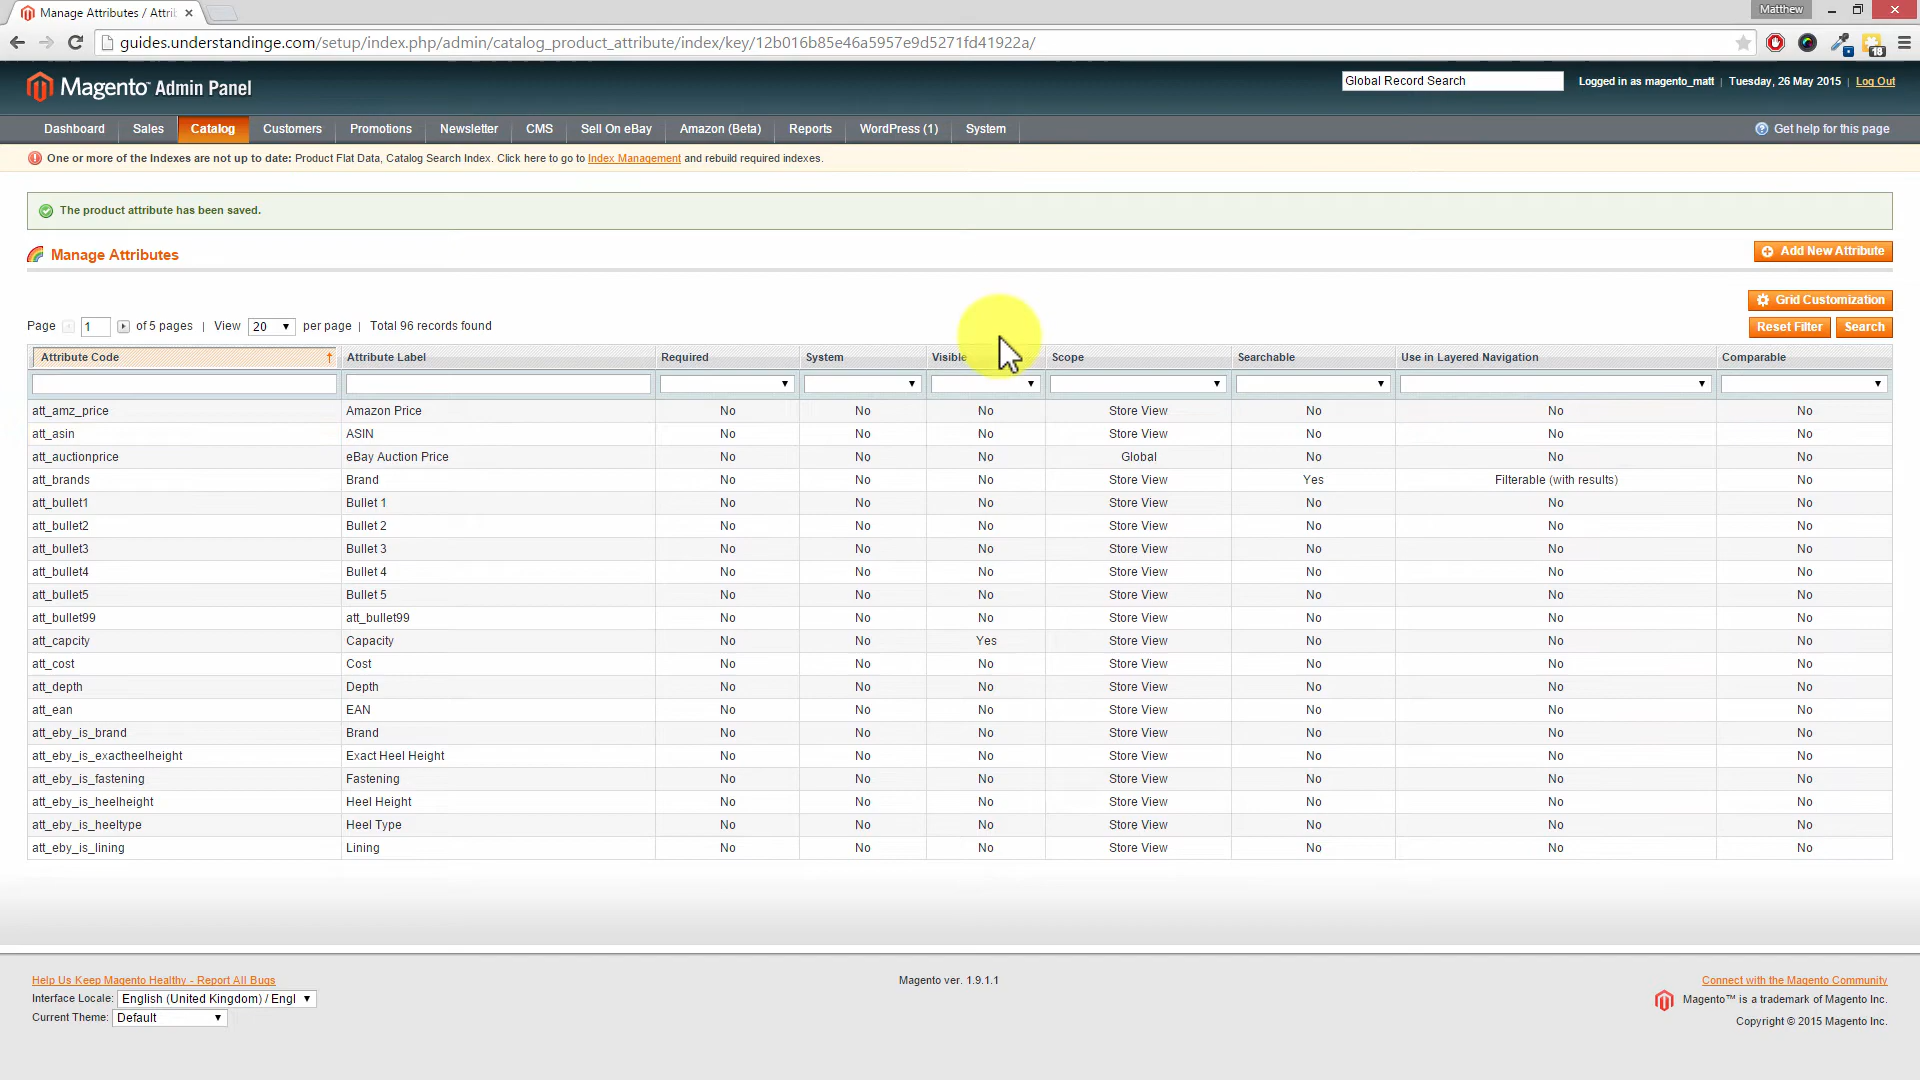 Manage Attributes / Attri
Matthew
guides.understandinge.com/setup/index.php/admin/catalog_product_attribute/index/key/12b016b85e46a5957e9d5271fd41922a/
18
Magento™ Admin Panel
Global Record Search
Logged in as magento_matt | Tuesday, 26 May 2015 | Log Out
Dashboard Sales Catalog Customers Promotions Newsletter CMS Sell On eBay Amazon (Beta) Reports WordPress (1) System
Get help for this page
One or more of the Indexes are not up to date: Product Flat Data, Catalog Search Index. Click here to go to Index Management and rebuild required indexes.
The product attribute has been saved.
Manage Attributes
Add New Attribute
Grid Customization
Page 1 of 5 pages | View 20 per page | Total 96 records found
Reset Filter Search
Attribute Code Attribute Label Required System Visible Scope Searchable Use in Layered Navigation Comparable
att_amz_price Amazon Price No No No Store View No No No
att_asin ASIN No No No Store View No No No
att_auctionprice eBay Auction Price No No No Global No No No
att_brands Brand No No No Store View Yes Filterable (with results) No
att_bullet1 Bullet 1 No No No Store View No No No
att_bullet2 Bullet 2 No No No Store View No No No
att_bullet3 Bullet 3 No No No Store View No No No
att_bullet4 Bullet 4 No No No Store View No No No
att_bullet5 Bullet 5 No No No Store View No No No
att_bullet99 att_bullet99 No No No Store View No No No
att_capcity Capacity No No Yes Store View No No No
att_cost Cost No No No Store View No No No
att_depth Depth No No No Store View No No No
att_ean EAN No No No Store View No No No
att_eby_is_brand Brand No No No Store View No No No
att_eby_is_exactheelheight Exact Heel Height No No No Store View No No No
att_eby_is_fastening Fastening No No No Store View No No No
att_eby_is_heelheight Heel Height No No No Store View No No No
att_eby_is_heeltype Heel Type No No No Store View No No No
att_eby_is_lining Lining No No No Store View No No No
Help Us Keep Magento Healthy - Report All Bugs
Magento ver. 1.9.1.1
Connect with the Magento Community
Interface Locale: English (United Kingdom) / Engl
Magento™ is a trademark of Magento Inc.
Current Theme: Default
Copyright © 2015 Magento Inc.